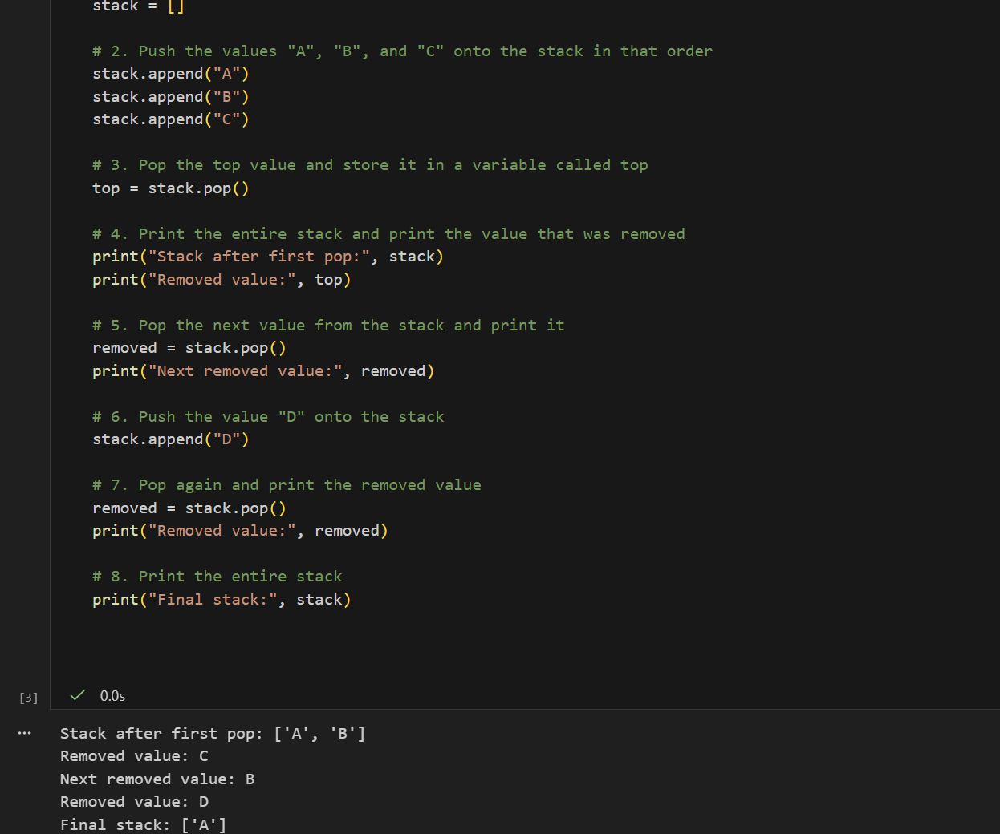 stack = []
# 2. Push the values "A", "B", and "C" onto the stack in that order
stack.append("A")
stack.append("B")
stack.append("C")
# 3. Pop the top value and store it in a variable called top
top = stack.pop()
# 4. Print the entire stack and print the value that was removed
print("Stack after first pop:", stack)
print("Removed value:", top)
# 5. Pop the next value from the stack and print it
removed = stack.pop()
print("Next removed value:", removed)
# 6. Push the value "D" onto the stack
stack.append("D")
# 7. Pop again and print the removed value
removed = stack.pop()
print("Removed value:", removed)
# 8. Print the entire stack
print("Final stack:", stack)
[3]
0.0s
Stack after first pop: ['A', 'B']
Removed value: C
Next removed value: B
Removed value: D
Final stack: ['A']